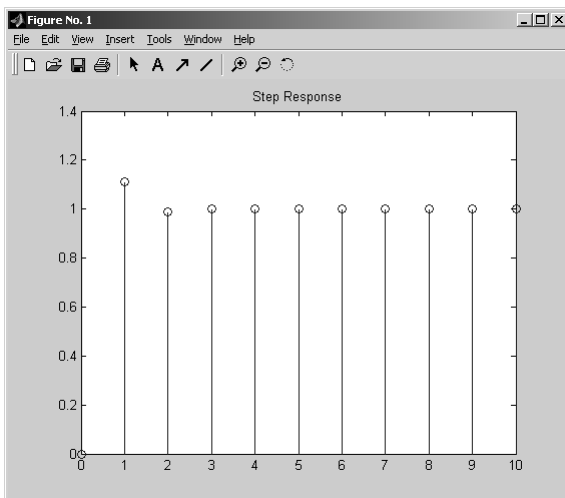 Figure No. 1
File Edit View Insert Tools Window Help
A
Step Response
1.4
1.2
1
0.8
0.6
0.4
0.2
0
0 1 2 3 4 5 6 7 8 9 10